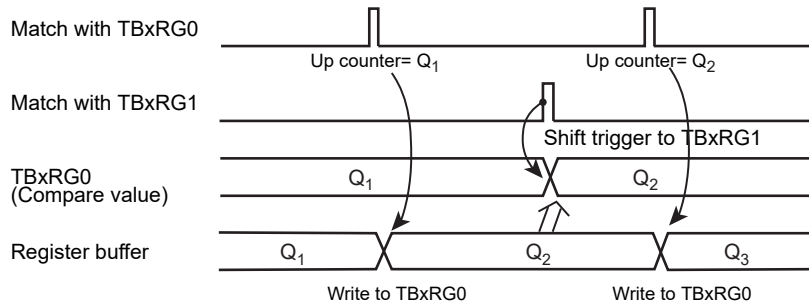 Match with TBxRG0
Up counter= Q1 Up counter= Q2
Match with TBxRG1
Shift trigger to TBxRG1
TBxRG0
(Compare value)
Q1 Q2
Register buffer Q1 Q2 Q3
Write to TBxRG0 Write to TBxRG0